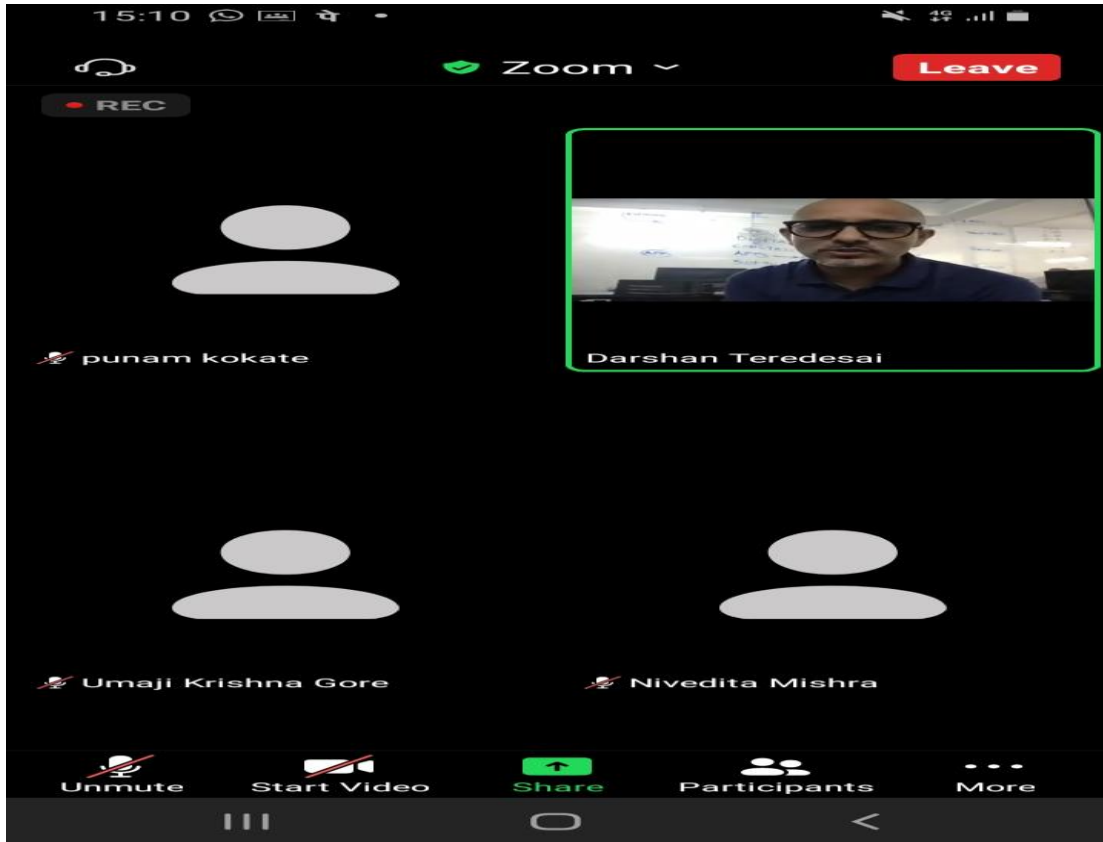 15:10
4G
Zoom
Leave
REC
punam kokate
Darshan Teredesai
Umaji Krishna Gore
Nivedita Mishra
Unmute
Start Video
Share
Participants
More